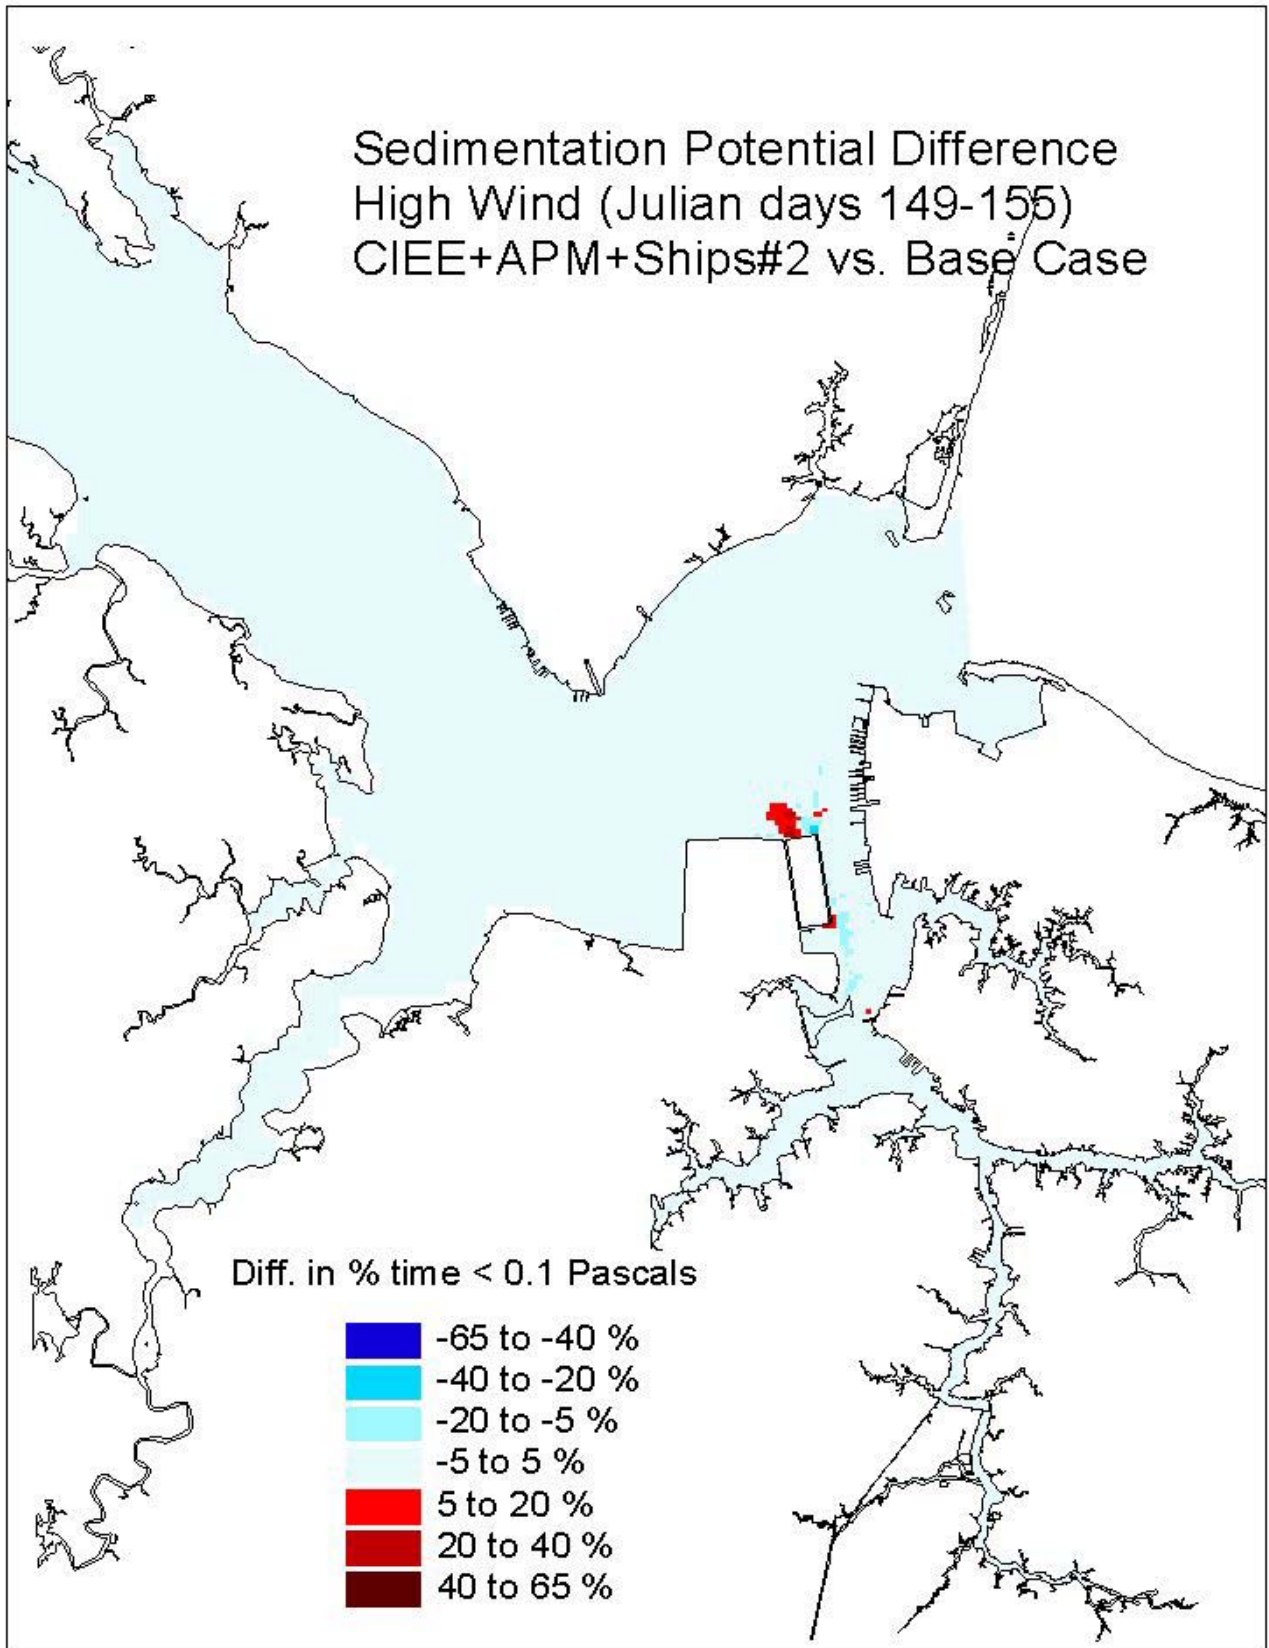 Sedimentation Potential Difference
High Wind (Julian days 149-155)
CIEE+APM+Ships#2 vs. Base Case
Diff. in % time < 0.1 Pascals
-65 to -40 %
-40 to -20 %
-20 to -5 %
-5 to 5 %
5 to 20 %
20 to 40 %
40 to 65 %